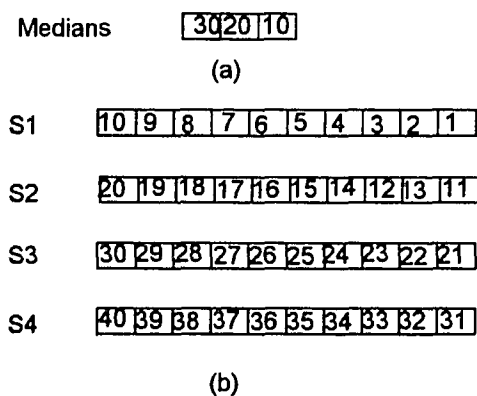 Medians 30 20 10
(a)
S1 10 9 8 7 6 5 4 3 2 1
S2 20 19 18 17 16 15 14 12 13 11
S3 30 29 28 27 26 25 24 23 22 21
S4 40 39 38 37 36 35 34 33 32 31
(b)